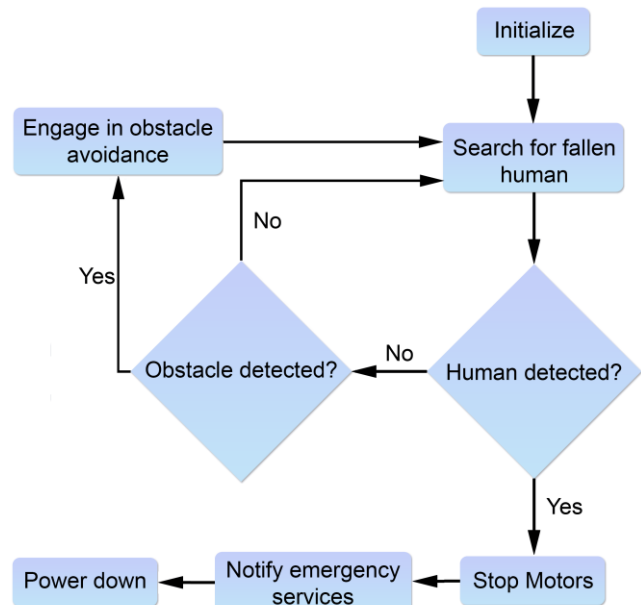 Initialize
Engage in obstacle
avoidance
Search for fallen
human
No
Yes
Obstacle detected?
No
Human detected?
Yes
Power down
Notify emergency
services
Stop Motors